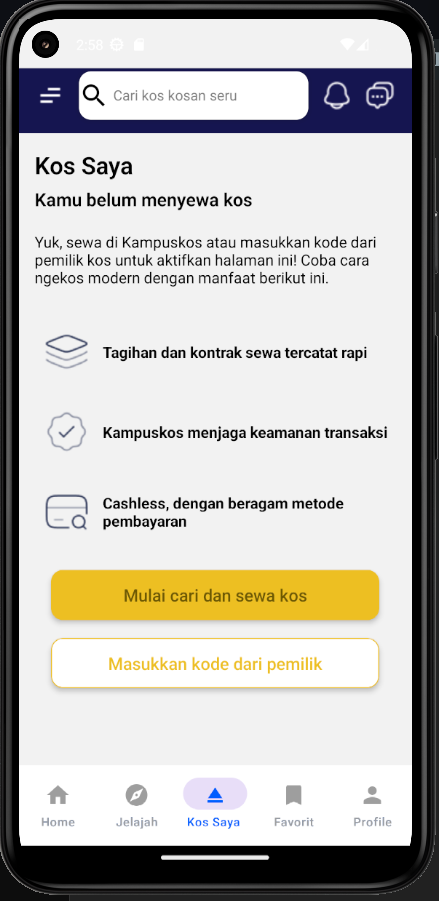 2:58
Cari kos kosan seru
Kos Saya
Kamu belum menyewa kos
Yuk, sewa di Kampuskos atau masukkan kode dari
pemilik kos untuk aktifkan halaman ini! Coba cara
ngekos modern dengan manfaat berikut ini.
Tagihan dan kontrak sewa tercatat rapi
Kampuskos menjaga keamanan transaksi
Cashless, dengan beragam metode
pembayaran
Mulai cari dan sewa kos
Masukkan kode dari pemilik
Home Jelajah Kos Saya Favorit Profile